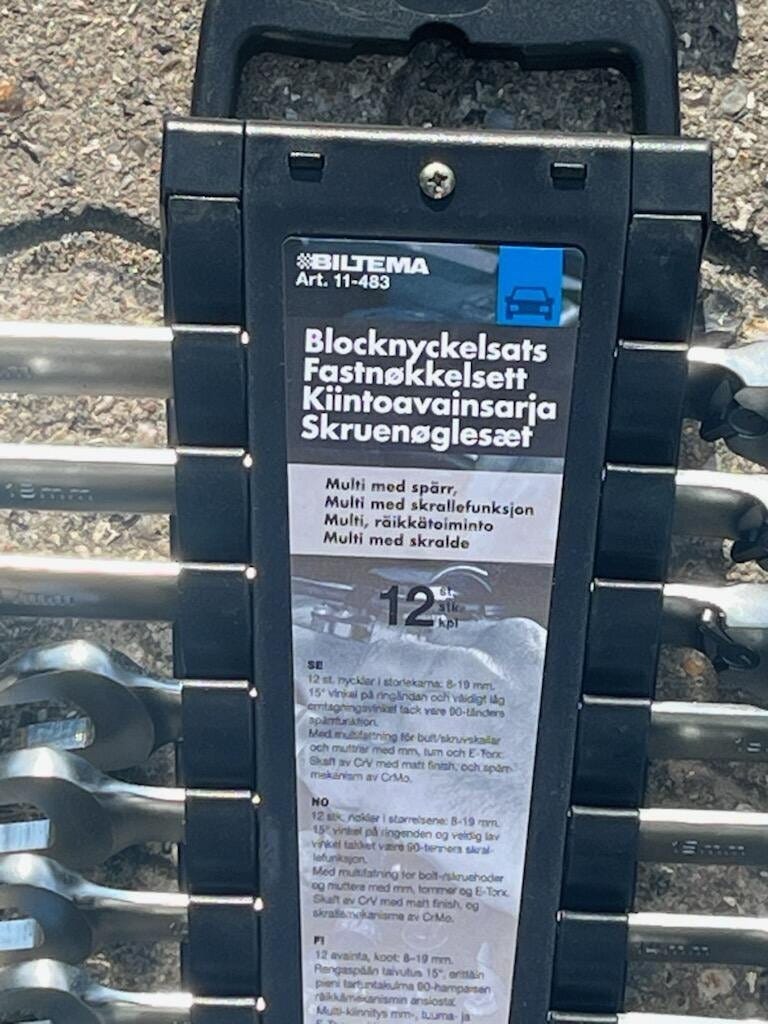 BILTEMA
Art. 11-483
Blocknyckelsats
Fastnøkkelsett
Kiintoavainsarja
Skruenøglesæt
Multi med spärr,
Multi med skrallefunksjon
Multi, räikkätoiminto
Multi med skralde
12 st.
stk.
kpl
SE
12 st. nycklar i storlekarna: 8-19 mm.
15° vinkel på ringändan och väldigt låg
omtagningsvinkel tack vare 90-tänders
spärrfunktion.
Med multifattning för bult/skruvskallar
och muttrar med mm, tum och E-Torx.
Skaft av CrV med matt finish, och spärr-
mekanism av CrMo.
NO
12 stk. nøkler i størrelsene: 8-19 mm.
15° vinkel på ringenden og veldig lav
vinkel takket være 90-tenners skral-
lefunksjon.
Med multifatning for bolt-/skruehoder
og muttere med mm, tommer og E-Torx.
Skaft av CrV med matt finish, og
skrallemekanisme av CrMo.
FI
12 avainta, koot: 8-19 mm.
Rengaspään taivutus 15°, erittäin
pieni tartuntakulma 90-hampaisen
räikkämekanismin ansiosta.
Multi-kiinnitys mm-, tuuma- ja